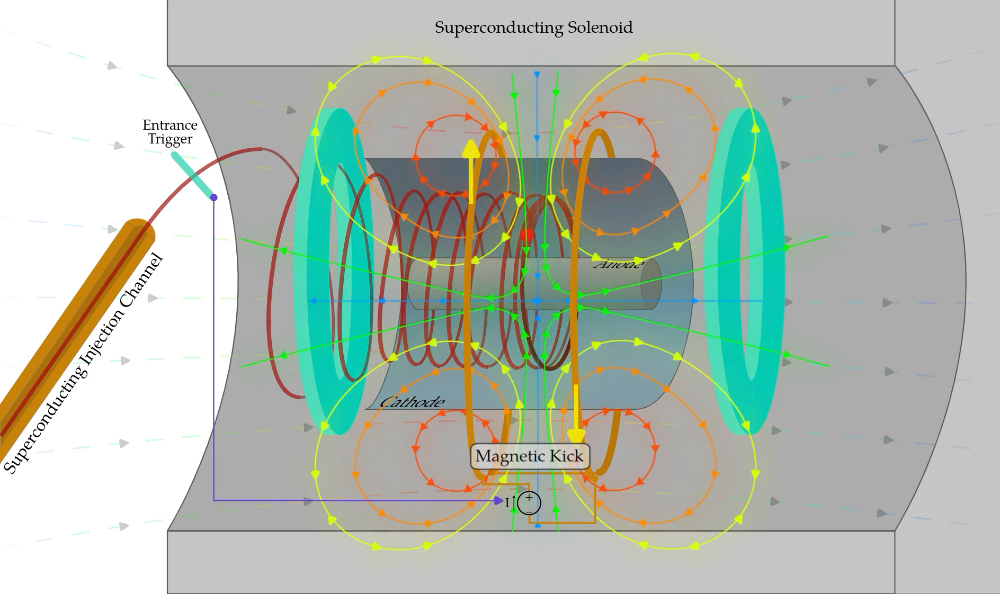 Superconducting Solenoid
Entrance
Trigger
Superconducting Injection Channel
Anode
Cathode
Magnetic Kick
I
+
−